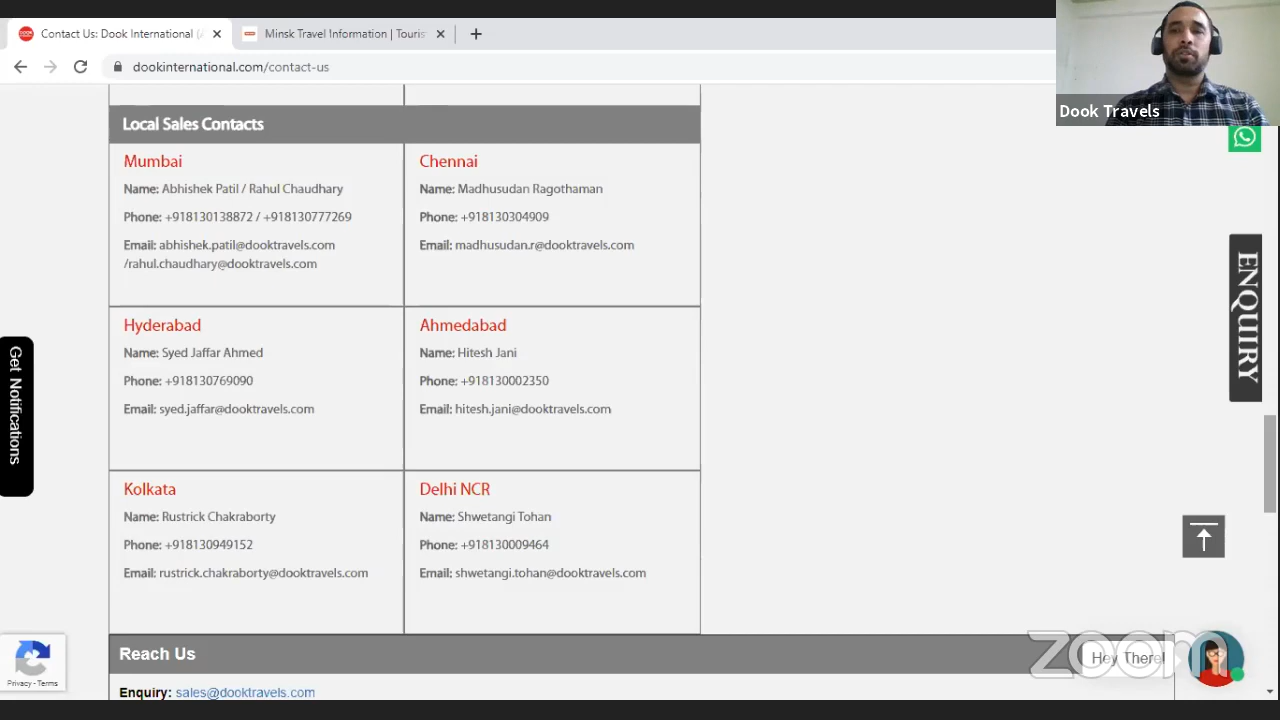 Contact Us: Dook International (
Minsk Travel Information | Touris
dookinternational.com/contact-us
Dook Travels
Local Sales Contacts
Mumbai
Name: Abhishek Patil / Rahul Chaudhary
Phone: +918130138872 / +918130777269
Email: abhishek.patil@dooktravels.com
/rahul.chaudhary@dooktravels.com
Chennai
Name: Madhusudan Ragothaman
Phone: +918130304909
Email: madhusudan.r@dooktravels.com
Hyderabad
Name: Syed Jaffar Ahmed
Phone: +918130769090
Email: syed.jaffar@dooktravels.com
Ahmedabad
Name: Hitesh Jani
Phone: +918130002350
Email: hitesh.jani@dooktravels.com
Kolkata
Name: Rustrick Chakraborty
Phone: +918130949152
Email: rustrick.chakraborty@dooktravels.com
Delhi NCR
Name: Shwetangi Tohan
Phone: +918130009464
Email: shwetangi.tohan@dooktravels.com
Reach Us
Enquiry: sales@dooktravels.com
Get Notifications
ENQUIRY
Privacy - Terms
Hey There!
zoom